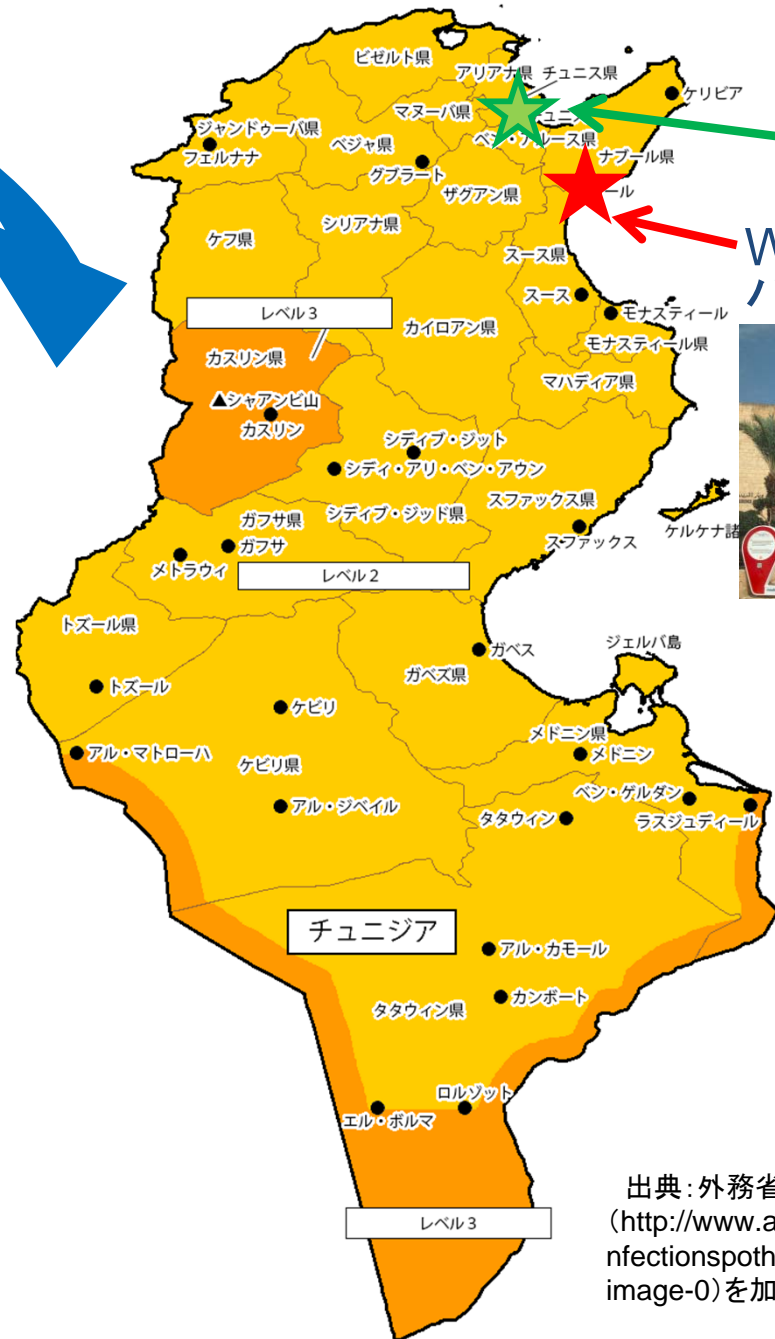 ビゼルト県
アリアナ県 チュニス県
ケリビア
マヌーバ県
ジャンドゥーバ県
ベジャ県
フェルナナ
ナブール県
グブラート
ザグアン県
ール
シリアナ県
ケフ県
W
スース県
スース
モナスティール
レベル3
カイロアン県
モナスティール県
カスリン県
マハディア県
▲シャアンビ山
カスリン
シディブ・ジット
シディ・アリ・ベン・アウン
スファックス県
ガフサ県
シディブ・ジッド県
ガフサ
スファックス
ケルケナ諸
メトラウィ
レベル2
トズール県
ガベス
ジェルバ島
ガベズ県
トズール
ケビリ
メドニン県
アル・マトローハ
ケビリ県
メドニン
ベン・ゲルダン
アル・ジベイル
タタウィン
ラスジュディール
チュニジア
アル・カモール
カンボート
タタウィン県
ロルゾット
エル・ボルマ
レベル3
出典：外務省
（http://www.a
nfectionspoth
image-0）を加